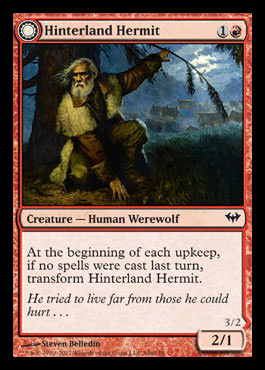 Hinterland Hermit 1
Creature — Human Werewolf
At the beginning of each upkeep,
if no spells were cast last turn,
transform Hinterland Hermit.
He tried to live far from those he could
hurt . . .
3/2
2/1
Steven Belledin